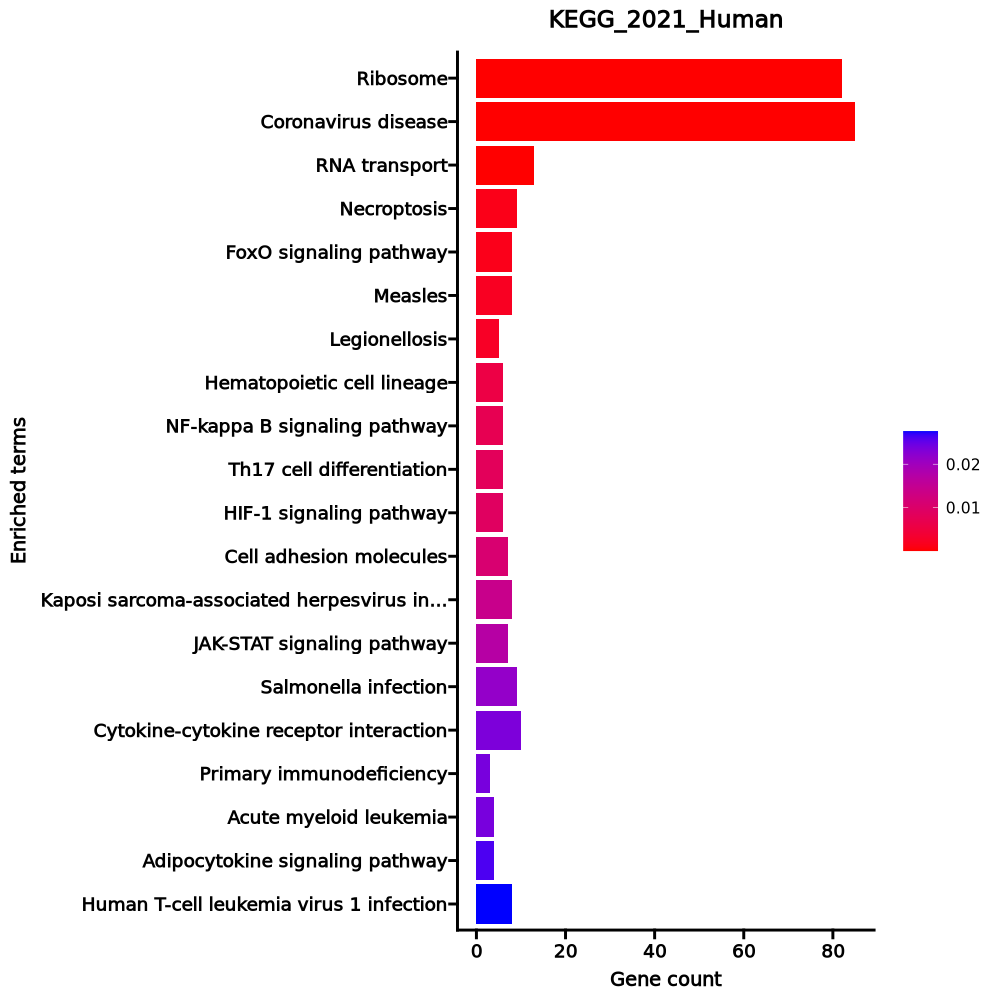 KEGG_2021_Human
Ribosome
Coronavirus disease
RNA transport
Necroptosis
FoxO signaling pathway
Measles
Legionellosis
Hematopoietic cell lineage
NF-kappa B signaling pathway
Th17 cell differentiation
HIF-1 signaling pathway
Cell adhesion molecules
Kaposi sarcoma-associated herpesvirus in...
JAK-STAT signaling pathway
Salmonella infection
Cytokine-cytokine receptor interaction
Primary immunodeficiency
Acute myeloid leukemia
Adipocytokine signaling pathway
Human T-cell leukemia virus 1 infection
Enriched terms
0 20 40 60 80
Gene count
0.02
0.01